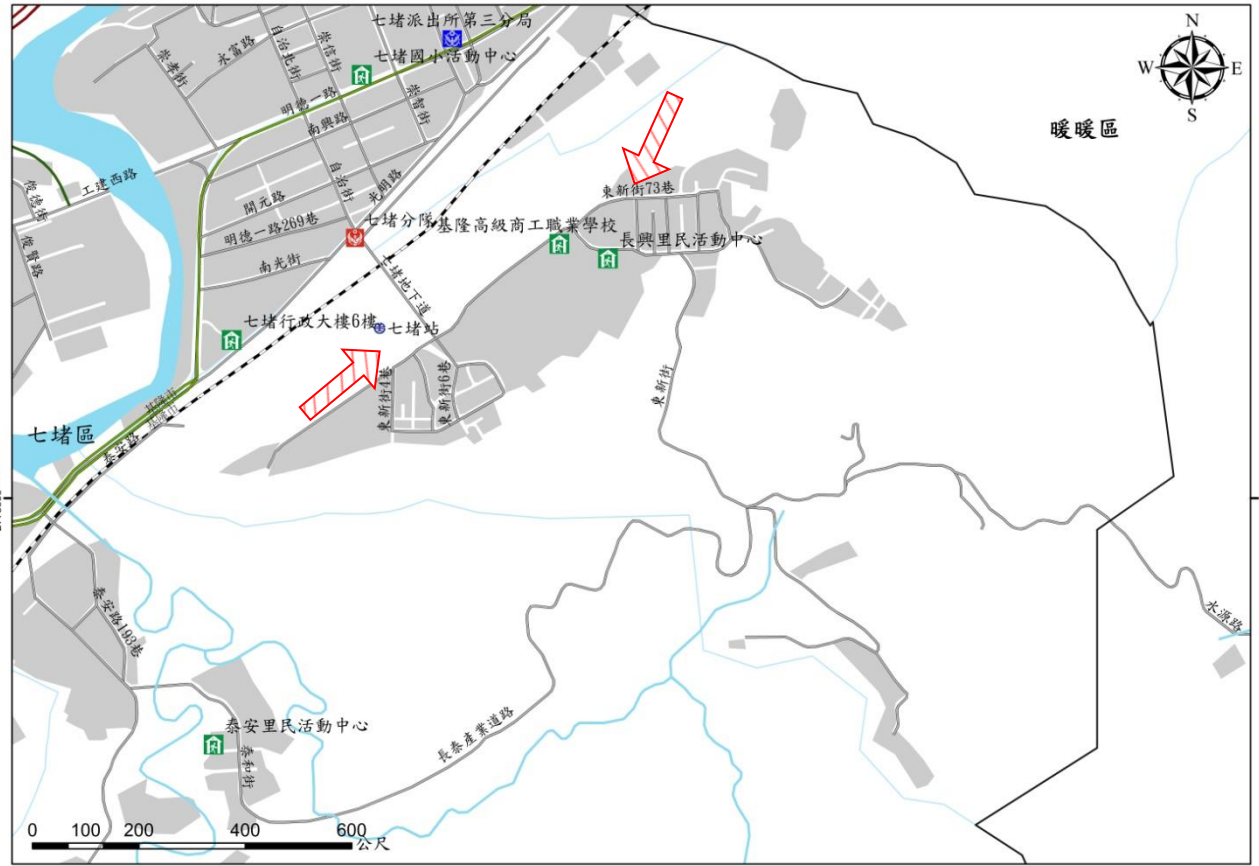 七堵派出所第三分局
永富路
崇孝街
自治北街
崇信街
七堵國小活動中心
N
W
E
S
暖暖區
明德一路
崇智街
南興路
工建西路
東新街73巷
俊德街
開元路
自治街
光明路
明德一路269巷
七堵分隊
基隆高級商工職業學校
長興里民活動中心
俊賢路
南光街
七堵地下道
七堵行政大樓6樓
七堵站
東新街4巷
東新街6巷
東新街
七堵區
泰安路
泰安路193巷
水源路
泰安里民活動中心
泰和街
長泰產業道路
0 100 200 400 600
公尺